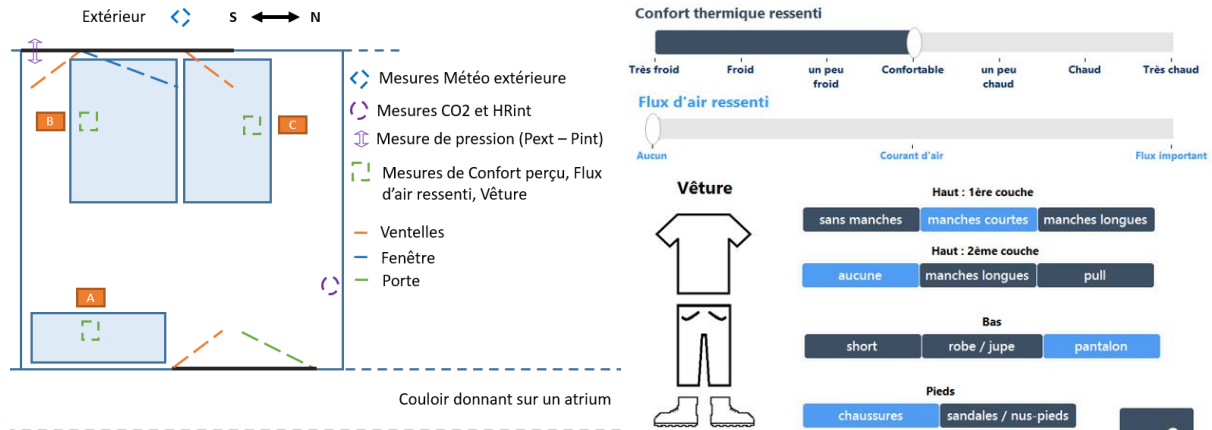 Extérieur
S
N
B
C
A
Mesures Météo extérieure
Mesures CO2 et HRint
Mesure de pression (Pext – Pint)
Mesures de Confort perçu, Flux
d'air ressenti, Vêture
Ventelles
Fenêtre
Porte
Couloir donnant sur un atrium
Confort thermique ressenti
Très froid
Froid
un peu
froid
Confortable
un peu
chaud
Chaud
Très chaud
Flux d'air ressenti
Aucun
Courant d'air
Flux important
Vêture
Haut : 1ère couche
sans manches
manches courtes
manches longues
Haut : 2ème couche
aucune
manches longues
pull
Bas
short
robe / jupe
pantalon
Pieds
chaussures
sandales / nus-pieds